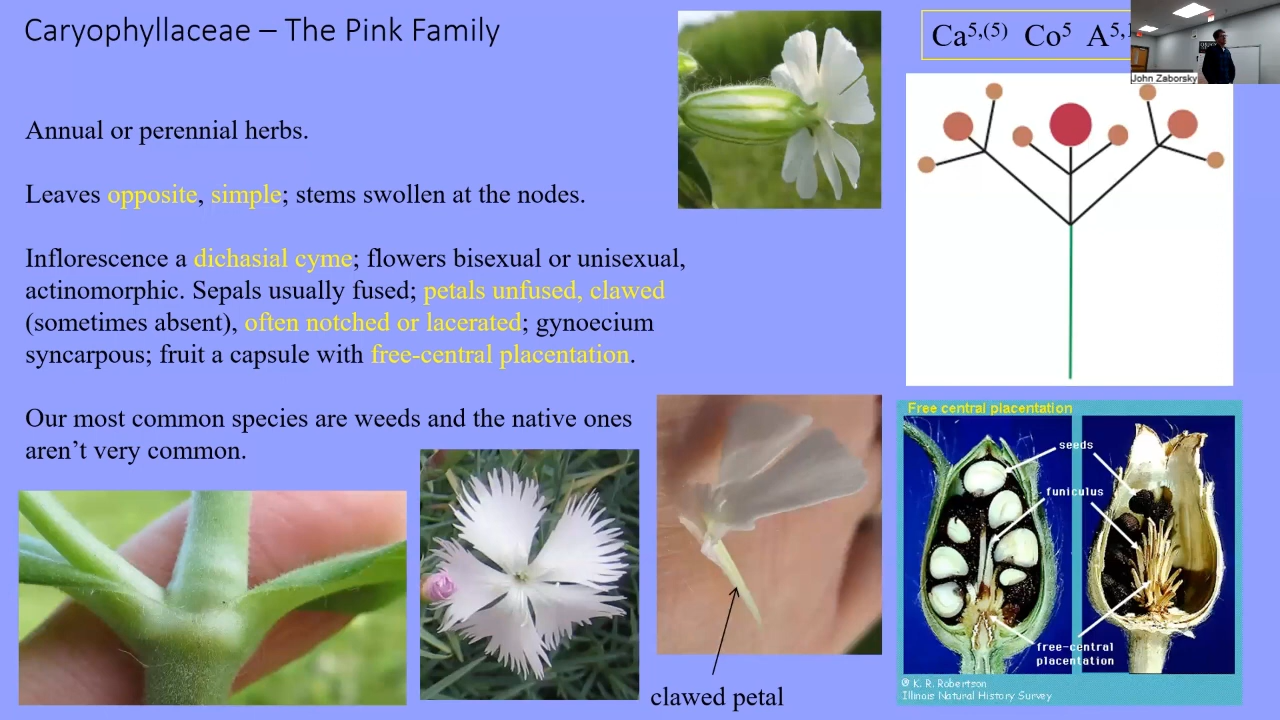 Caryophyllaceae – The Pink Family
Ca5,(5) Co5 A5,1
John Zaborsky
Annual or perennial herbs.
Leaves opposite, simple; stems swollen at the nodes.
Inflorescence a dichasial cyme; flowers bisexual or unisexual,
actinomorphic. Sepals usually fused; petals unfused, clawed
(sometimes absent), often notched or lacerated; gynoecium
syncarpous; fruit a capsule with free-central placentation.
Our most common species are weeds and the native ones
aren’t very common.
clawed petal
Free central placentation
seeds
funiculus
free-central
placentation
© K. R. Robertson
Illinois Natural History Survey